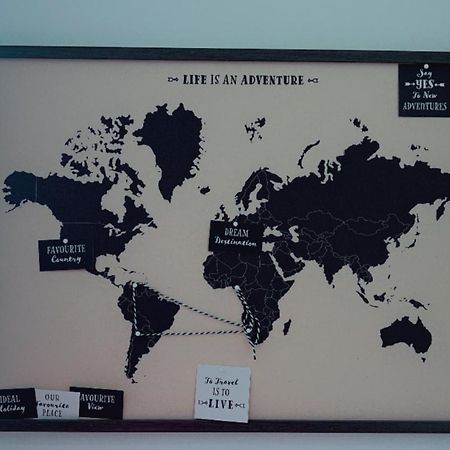 LIFE IS AN ADVENTURE
Say
YES
To New
ADVENTURES
FAVOURITE
Country
DREAM
Destination
To Travel
IS TO
LIVE
IDEAL
Holiday
OUR
Favourite
PLACE
FAVOURITE
View